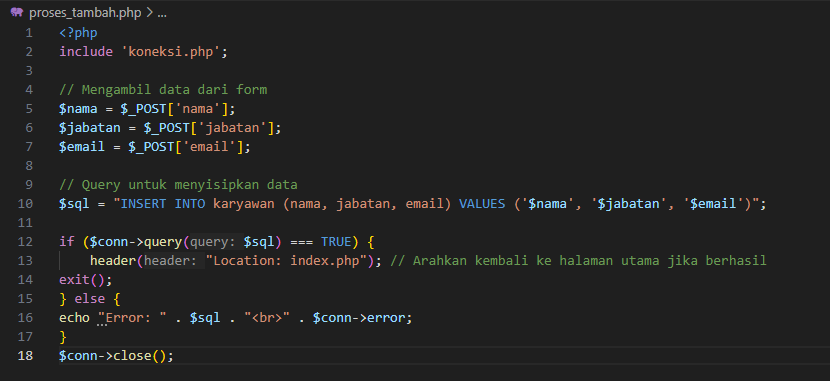 proses_tambah.php > ...
1 <?php
2 include 'koneksi.php';
3
4 // Mengambil data dari form
5 $nama = $_POST['nama'];
6 $jabatan = $_POST['jabatan'];
7 $email = $_POST['email'];
8
9 // Query untuk menyisipkan data
10 $sql = "INSERT INTO karyawan (nama, jabatan, email) VALUES ('$nama', '$jabatan', '$email')";
11
12 if ($conn->query(query: $sql) === TRUE) {
13     header(header: "Location: index.php"); // Arahkan kembali ke halaman utama jika berhasil
14 exit();
15 } else {
16 echo "Error: " . $sql . "<br>" . $conn->error;
17 }
18 $conn->close();